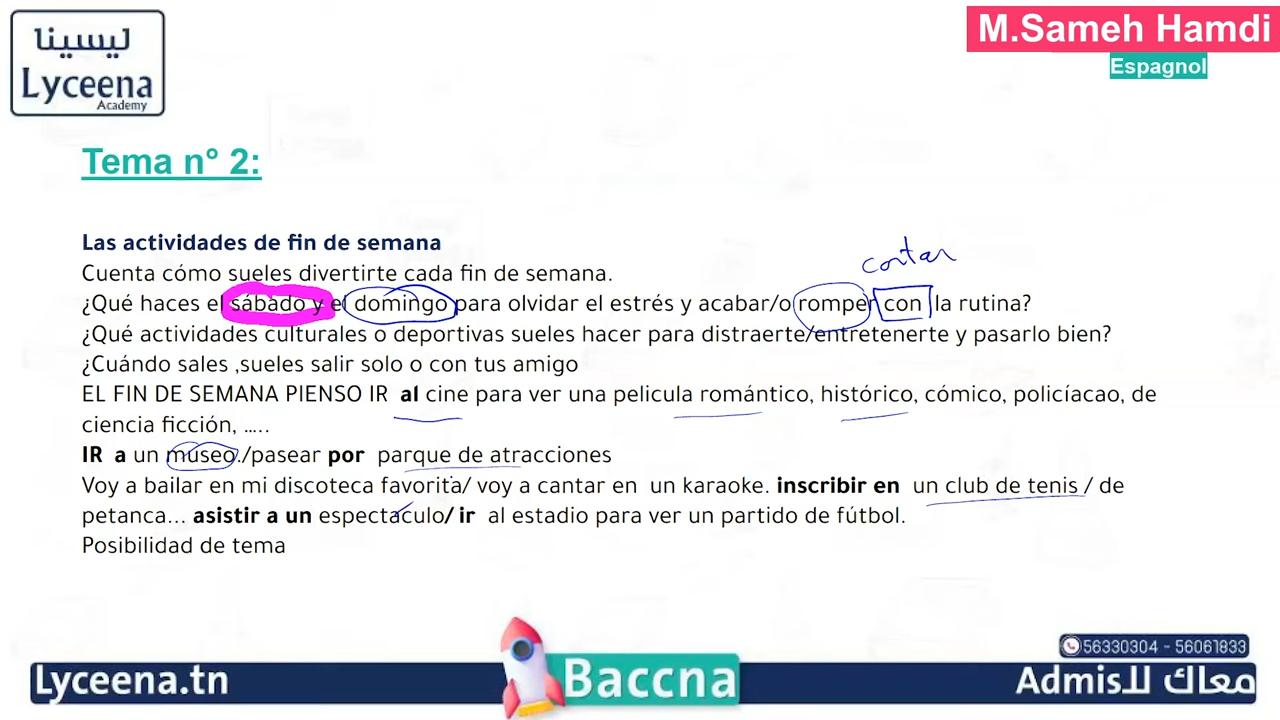 ليسينا
Lyceena
Academy
M.Sameh Hamdi
Espagnol
Tema n° 2:
Las actividades de fin de semana
Cuenta cómo sueles divertirte cada fin de semana.
cortar
¿Qué haces el sábado y el domingo para olvidar el estrés y acabar/o romper con la rutina?
¿Qué actividades culturales o deportivas sueles hacer para distraerte/entretenerte y pasarlo bien?
¿Cuándo sales ,sueles salir solo o con tus amigo
EL FIN DE SEMANA PIENSO IR al cine para ver una pelicula romántico, histórico, cómico, policíacao, de
ciencia ficción, .....
IR a un museo./pasear por parque de atracciones
Voy a bailar en mi discoteca favorita/ voy a cantar en un karaoke. inscribir en un club de tenis / de
petanca... asistir a un espectaculo/ ir al estadio para ver un partido de fútbol.
Posibilidad de tema
56330304 - 56061833
Lyceena.tn
Baccna
معاك للـ Admis